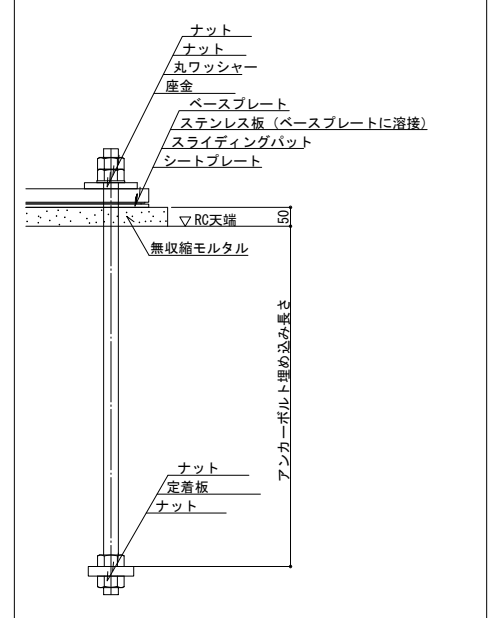 ナット
ナット
丸ワッシャー
座金
ベースプレート
ステンレス板（ベースプレートに溶接）
スライディングパット
シートプレート
▽RC天端
50
無収縮モルタル
アンカーボルト埋め込み長さ
ナット
定着板
ナット